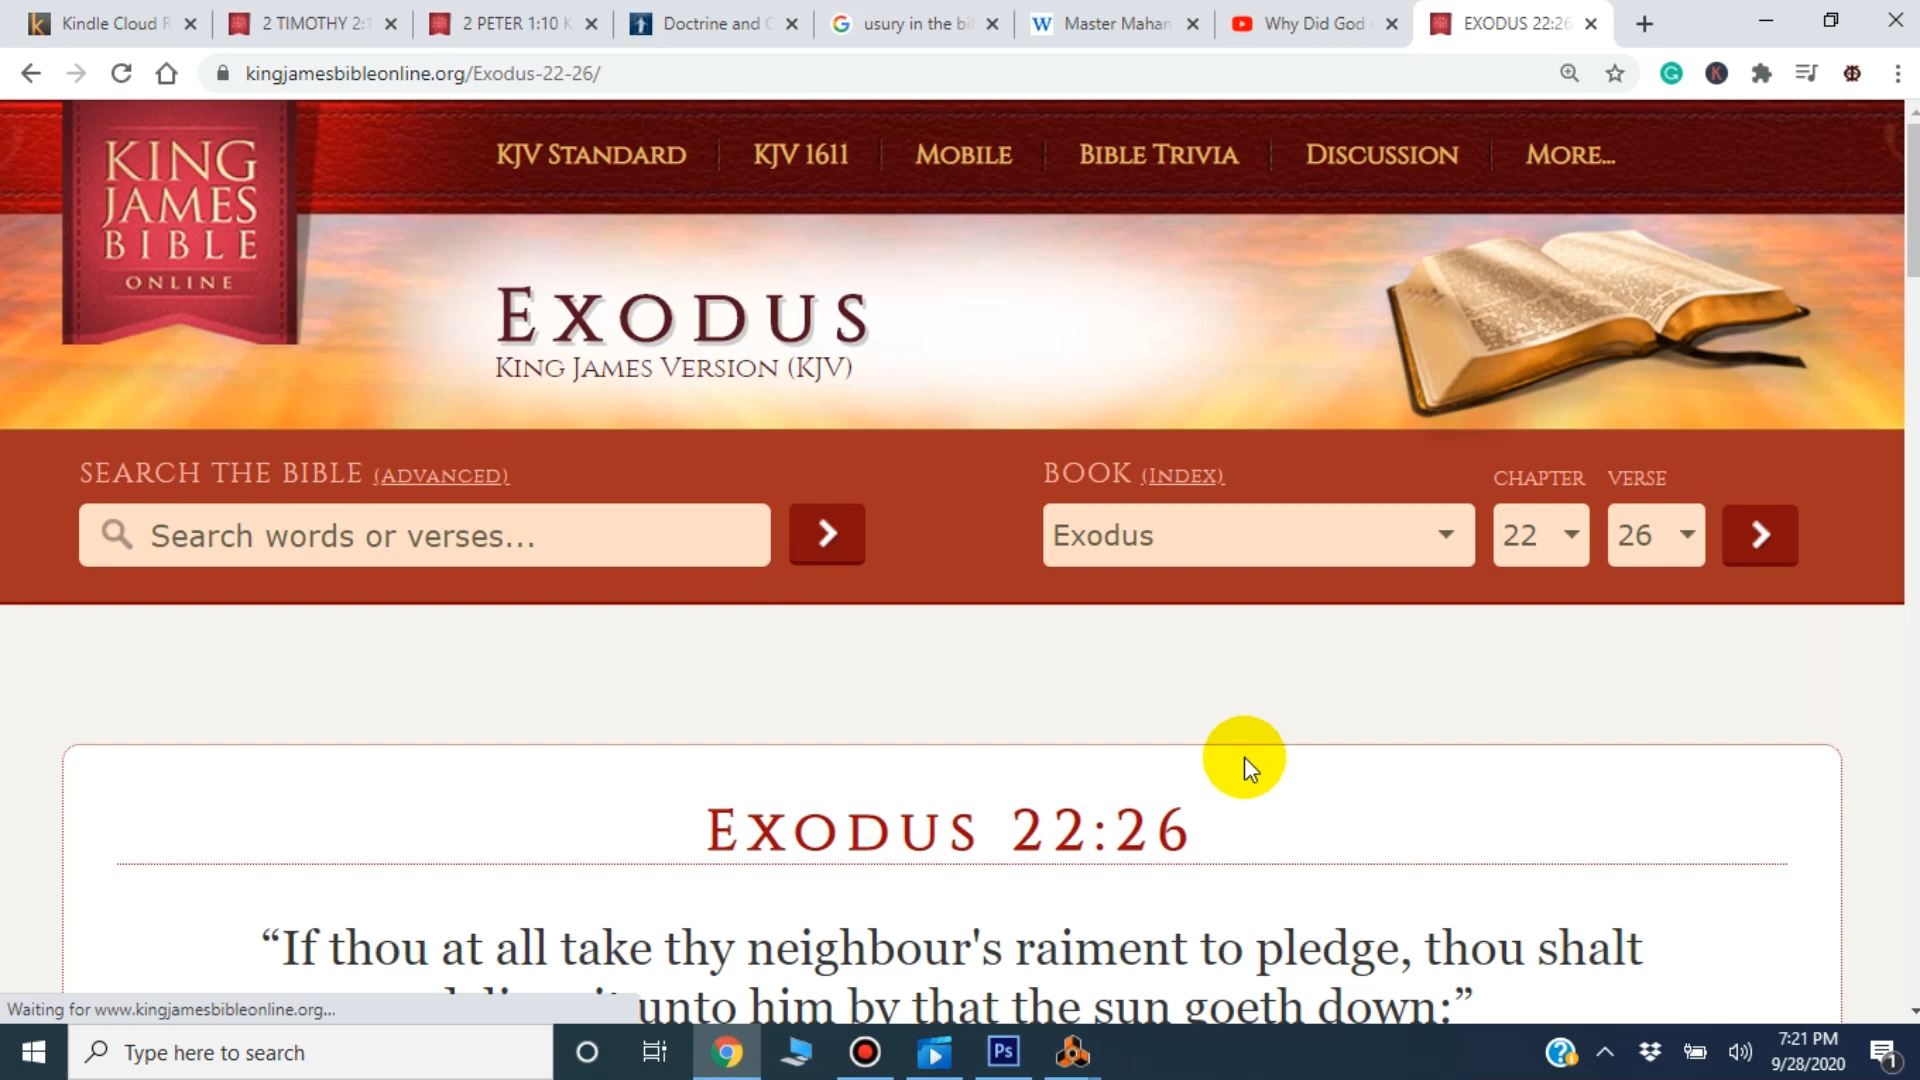 Kindle Cloud R
2 TIMOTHY 2:1
2 PETER 1:10 K
Doctrine and C
usury in the bi
Master Mahan
Why Did God
EXODUS 22:26
kingjamesbibleonline.org/Exodus-22-26/
KING
JAMES
BIBLE
ONLINE
KJV STANDARD
KJV 1611
MOBILE
BIBLE TRIVIA
DISCUSSION
MORE...
EXODUS
KING JAMES VERSION (KJV)
SEARCH THE BIBLE (ADVANCED)
BOOK (INDEX)
CHAPTER
VERSE
Search words or verses...
Exodus
22
26
EXODUS 22:26
“If thou at all take thy neighbour's raiment to pledge, thou shalt
unto him by that the sun goeth down:”
Waiting for www.kingjamesbibleonline.org...
Type here to search
Ps
7:21 PM
9/28/2020
1